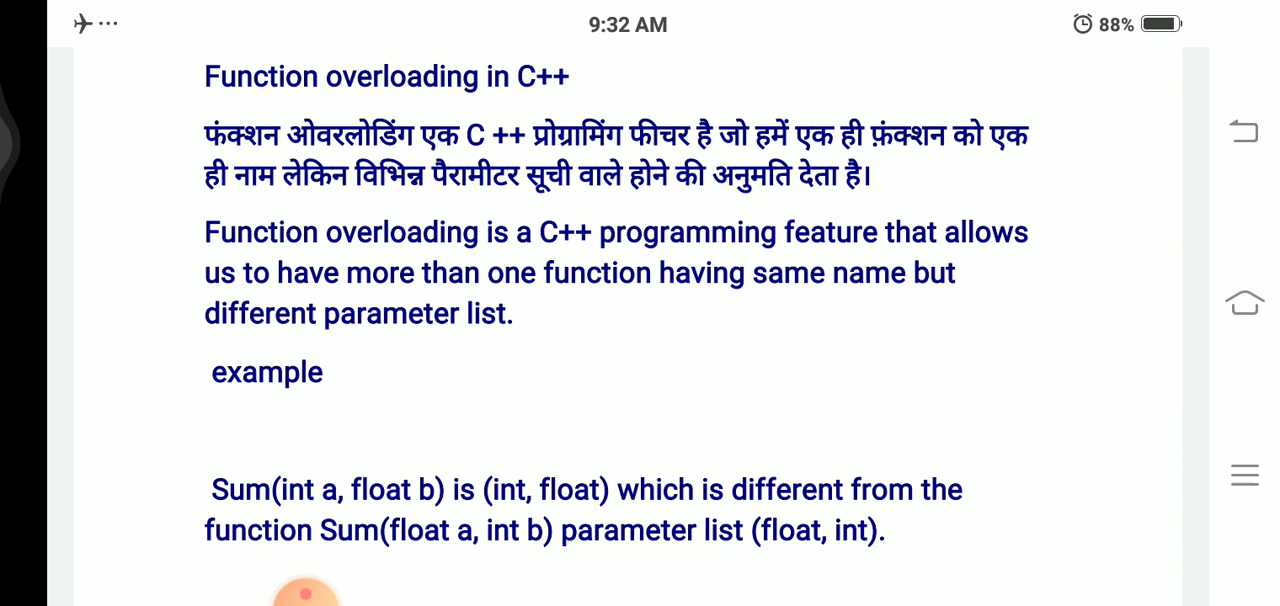 9:32 AM
88%
Function overloading in C++
फंक्शन ओवरलोडिंग एक C ++ प्रोग्रामिंग फीचर है जो हमें एक ही फ़ंक्शन को एक
ही नाम लेकिन विभिन्न पैरामीटर सूची वाले होने की अनुमति देता है।
Function overloading is a C++ programming feature that allows
us to have more than one function having same name but
different parameter list.
example
Sum(int a, float b) is (int, float) which is different from the
function Sum(float a, int b) parameter list (float, int).